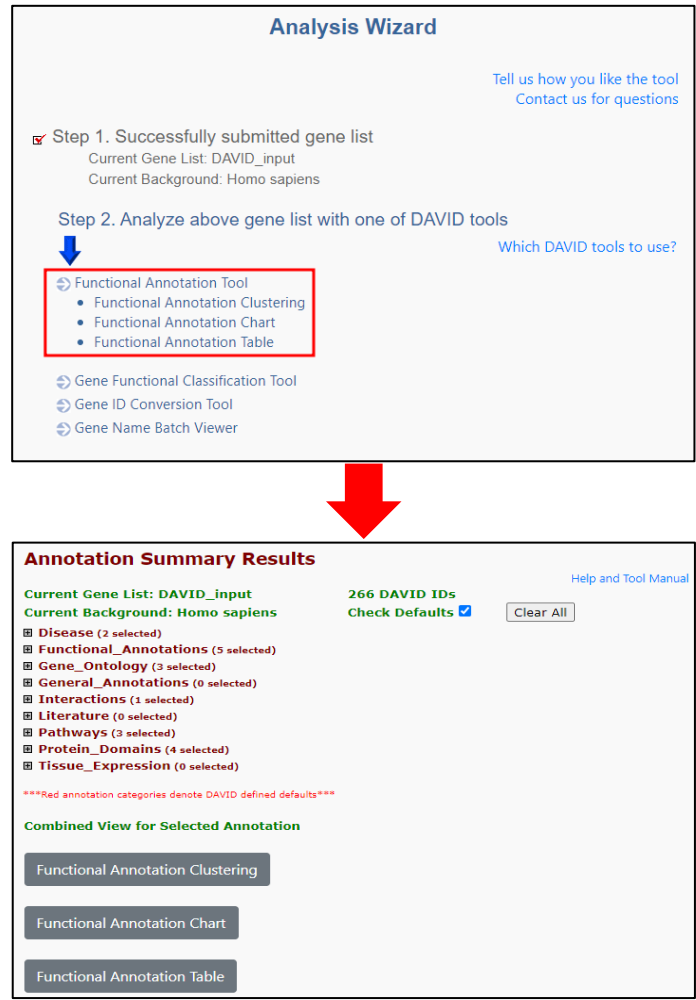 Analysis Wizard
Tell us how you like the tool
Contact us for questions
Step 1. Successfully submitted gene list
Current Gene List: DAVID_input
Current Background: Homo sapiens
Step 2. Analyze above gene list with one of DAVID tools
Which DAVID tools to use?
Functional Annotation Tool
• Functional Annotation Clustering
• Functional Annotation Chart
• Functional Annotation Table
Gene Functional Classification Tool
Gene ID Conversion Tool
Gene Name Batch Viewer
Annotation Summary Results
Help and Tool Manual
Current Gene List: DAVID_input 266 DAVID IDs
Current Background: Homo sapiens Check Defaults Clear All
Disease (2 selected)
Functional_Annotations (5 selected)
Gene_Ontology (3 selected)
General_Annotations (0 selected)
Interactions (1 selected)
Literature (0 selected)
Pathways (3 selected)
Protein_Domains (4 selected)
Tissue_Expression (0 selected)
***Red annotation categories denote DAVID defined defaults***
Combined View for Selected Annotation
Functional Annotation Clustering
Functional Annotation Chart
Functional Annotation Table